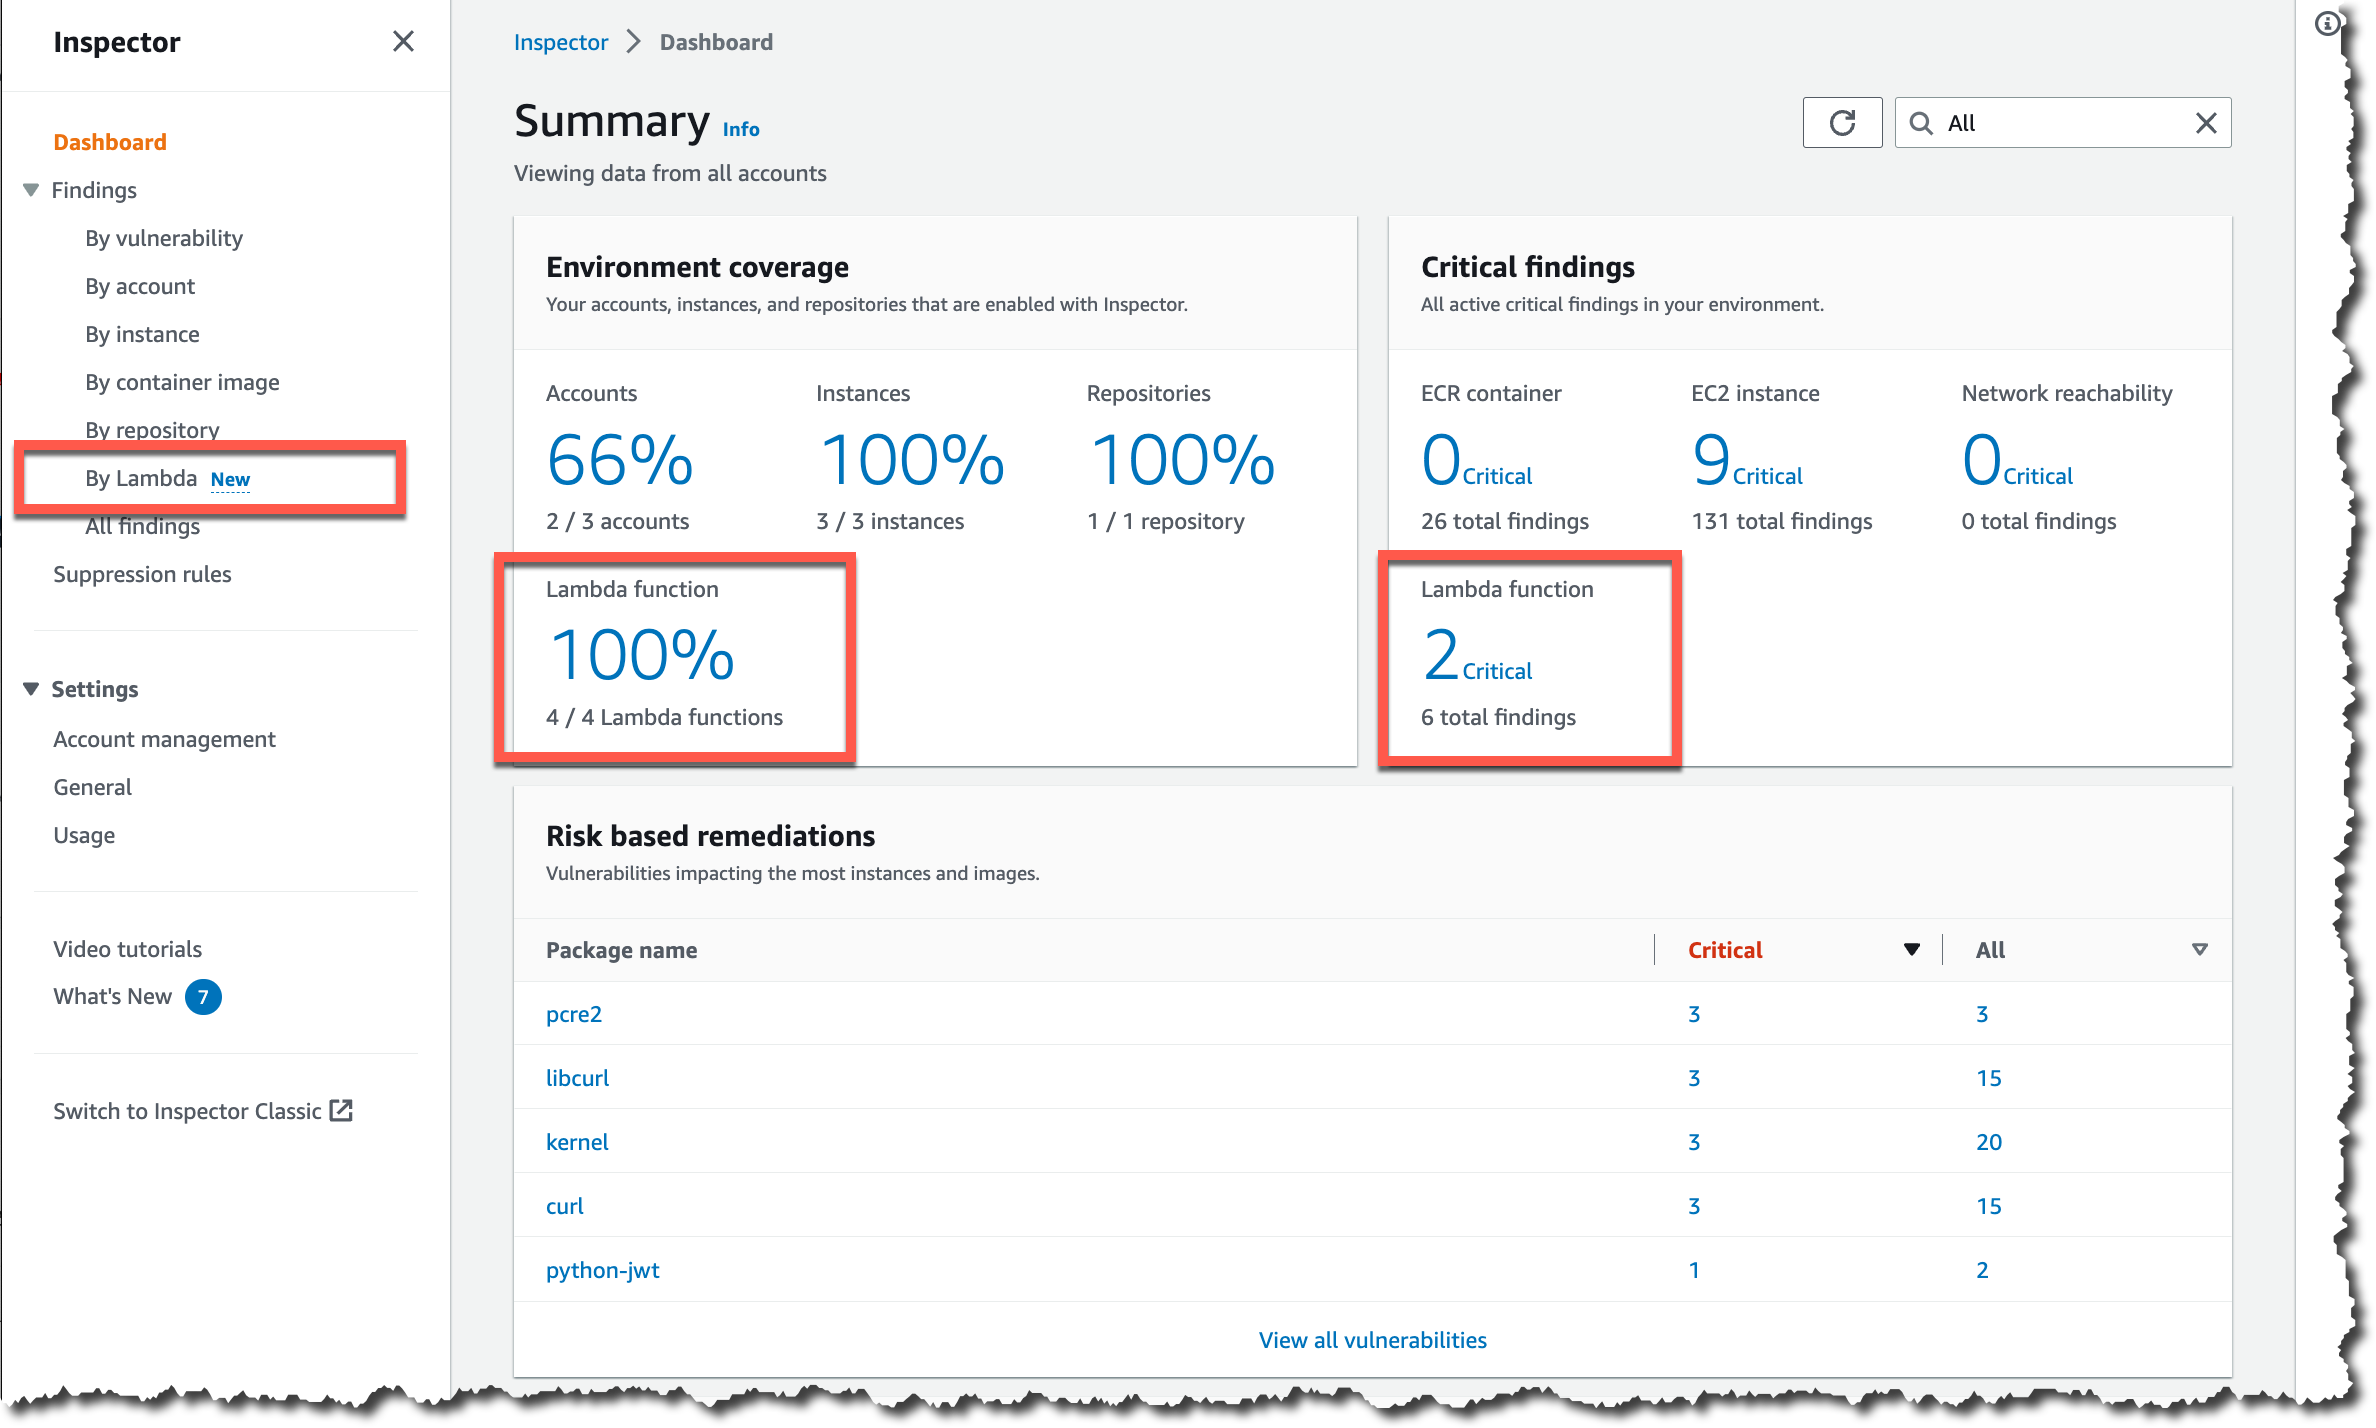 Inspector
Dashboard
Findings
By vulnerability
By account
By instance
By container image
By repository
By Lambda New
All findings
Suppression rules
Settings
Account management
General
Usage
Video tutorials
What's New 7
Switch to Inspector Classic
Inspector Dashboard
Summary Info
Viewing data from all accounts
All
Environment coverage
Your accounts, instances, and repositories that are enabled with Inspector.
Accounts Instances Repositories
66% 100% 100%
2 / 3 accounts 3 / 3 instances 1 / 1 repository
Lambda function
100%
4 / 4 Lambda functions
Critical findings
All active critical findings in your environment.
ECR container EC2 instance Network reachability
0 Critical 9 Critical 0 Critical
26 total findings 131 total findings 0 total findings
Lambda function
2 Critical
6 total findings
Risk based remediations
Vulnerabilities impacting the most instances and images.
Package name Critical All
pcre2 3 3
libcurl 3 15
kernel 3 20
curl 3 15
python-jwt 1 2
View all vulnerabilities